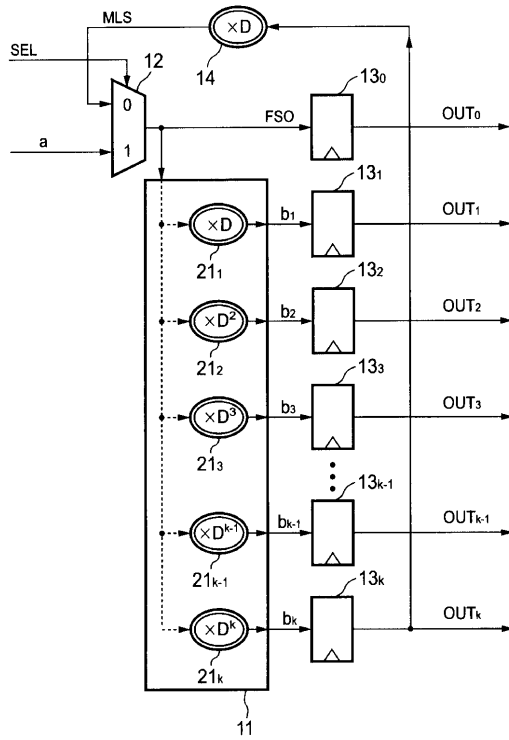 MLS
×D
SEL
12
14
0
13₀
FSO
OUT₀
a
1
13₁
×D
b₁
OUT₁
21₁
13₂
×D²
b₂
OUT₂
21₂
13₃
×D³
b₃
OUT₃
21₃
13ₖ₋₁
×Dᵏ⁻¹
bₖ₋₁
OUTₖ₋₁
21ₖ₋₁
13ₖ
×Dᵏ
bₖ
OUTₖ
21ₖ
11